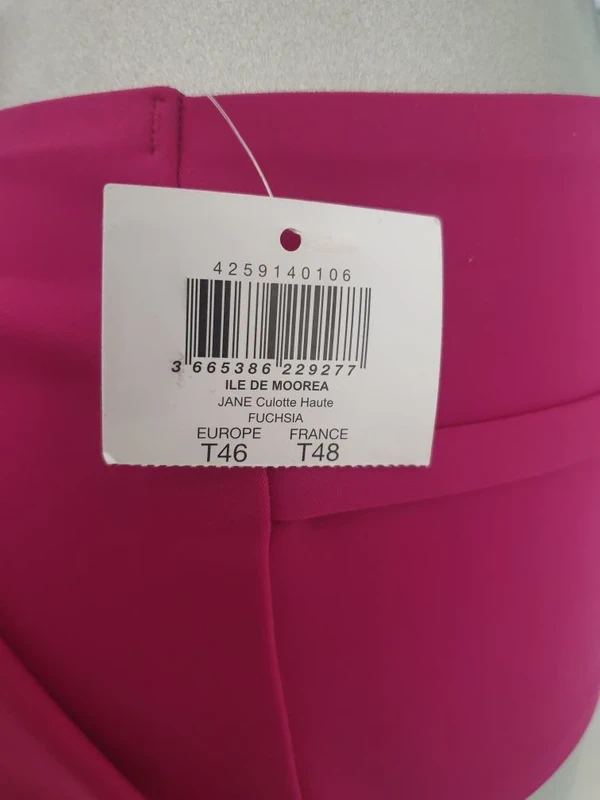 4259140106
3 665386 229277
ILE DE MOOREA
JANE Culotte Haute
FUCHSIA
EUROPE FRANCE
T46 T48